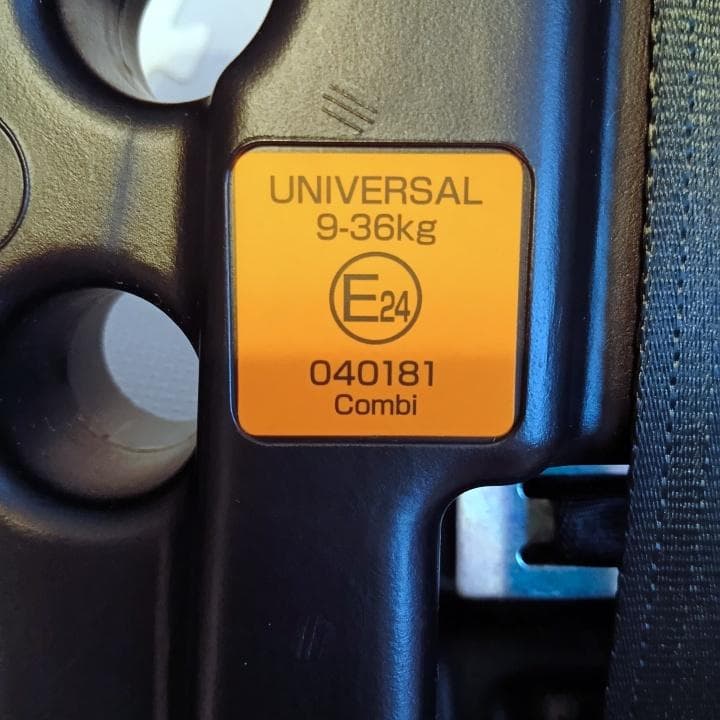 UNIVERSAL
9-36kg
E24
040181
Combi